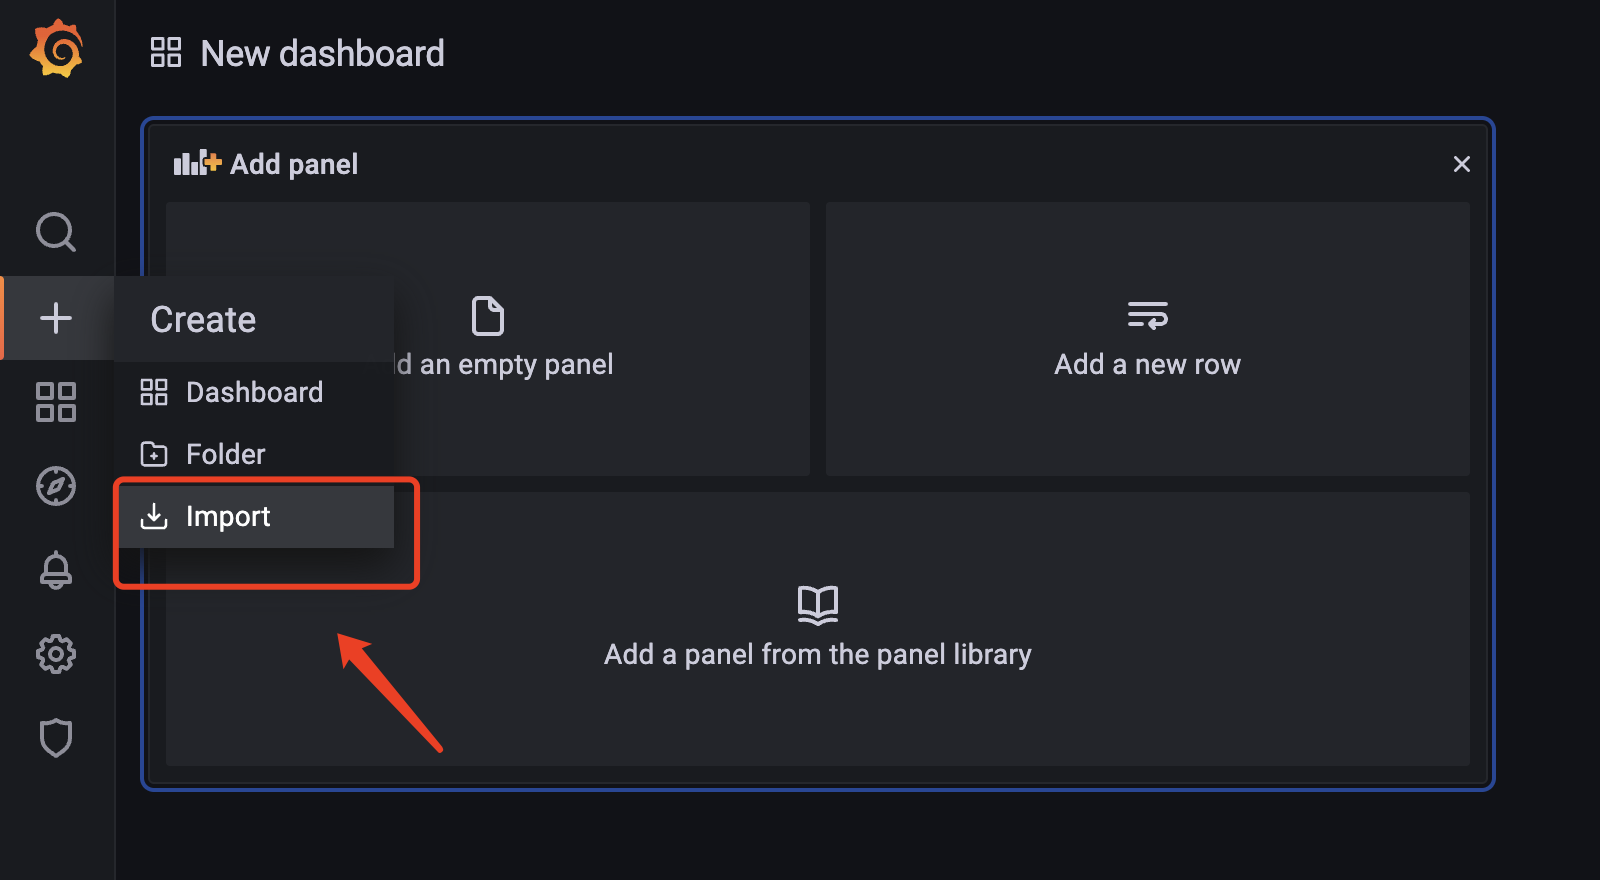 New dashboard
Add panel
Create
Dashboard
Folder
Import
an empty panel
Add a new row
Add a panel from the panel library